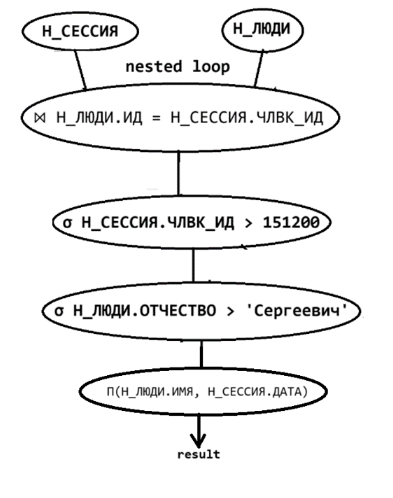 Н_СЕССИЯ
Н_ЛЮДИ
nested loop
⋈ Н_ЛЮДИ.ИД = Н_СЕССИЯ.ЧЛВК_ИД
σ Н_СЕССИЯ.ЧЛВК_ИД > 151200
σ Н_ЛЮДИ.ОТЧЕСТВО > 'Сергеевич'
П(Н_ЛЮДИ.ИМЯ, Н_СЕССИЯ.ДАТА)
result